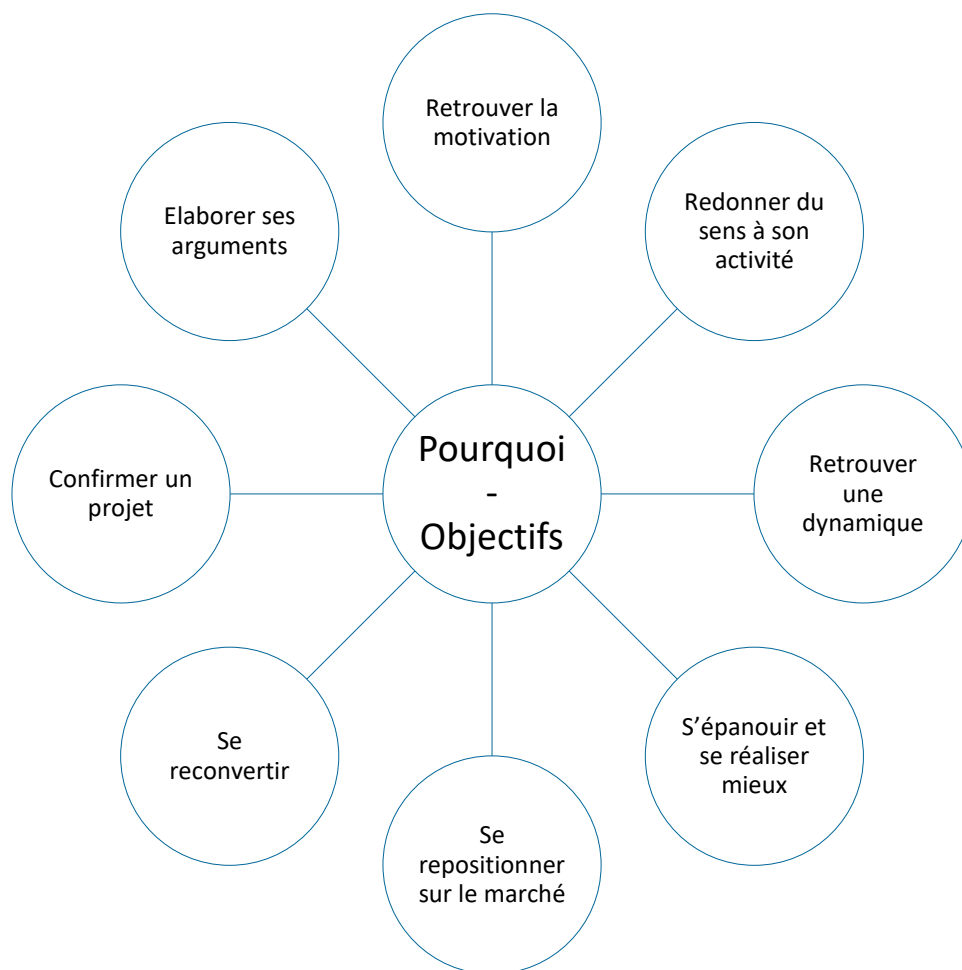 Retrouver la
motivation
Redonner du
sens à son
activité
Retrouver
une
dynamique
S’épanouir et
se réaliser
mieux
Se
repositionner
sur le marché
Se
reconvertir
Confirmer un
projet
Elaborer ses
arguments
Pourquoi
-
Objectifs